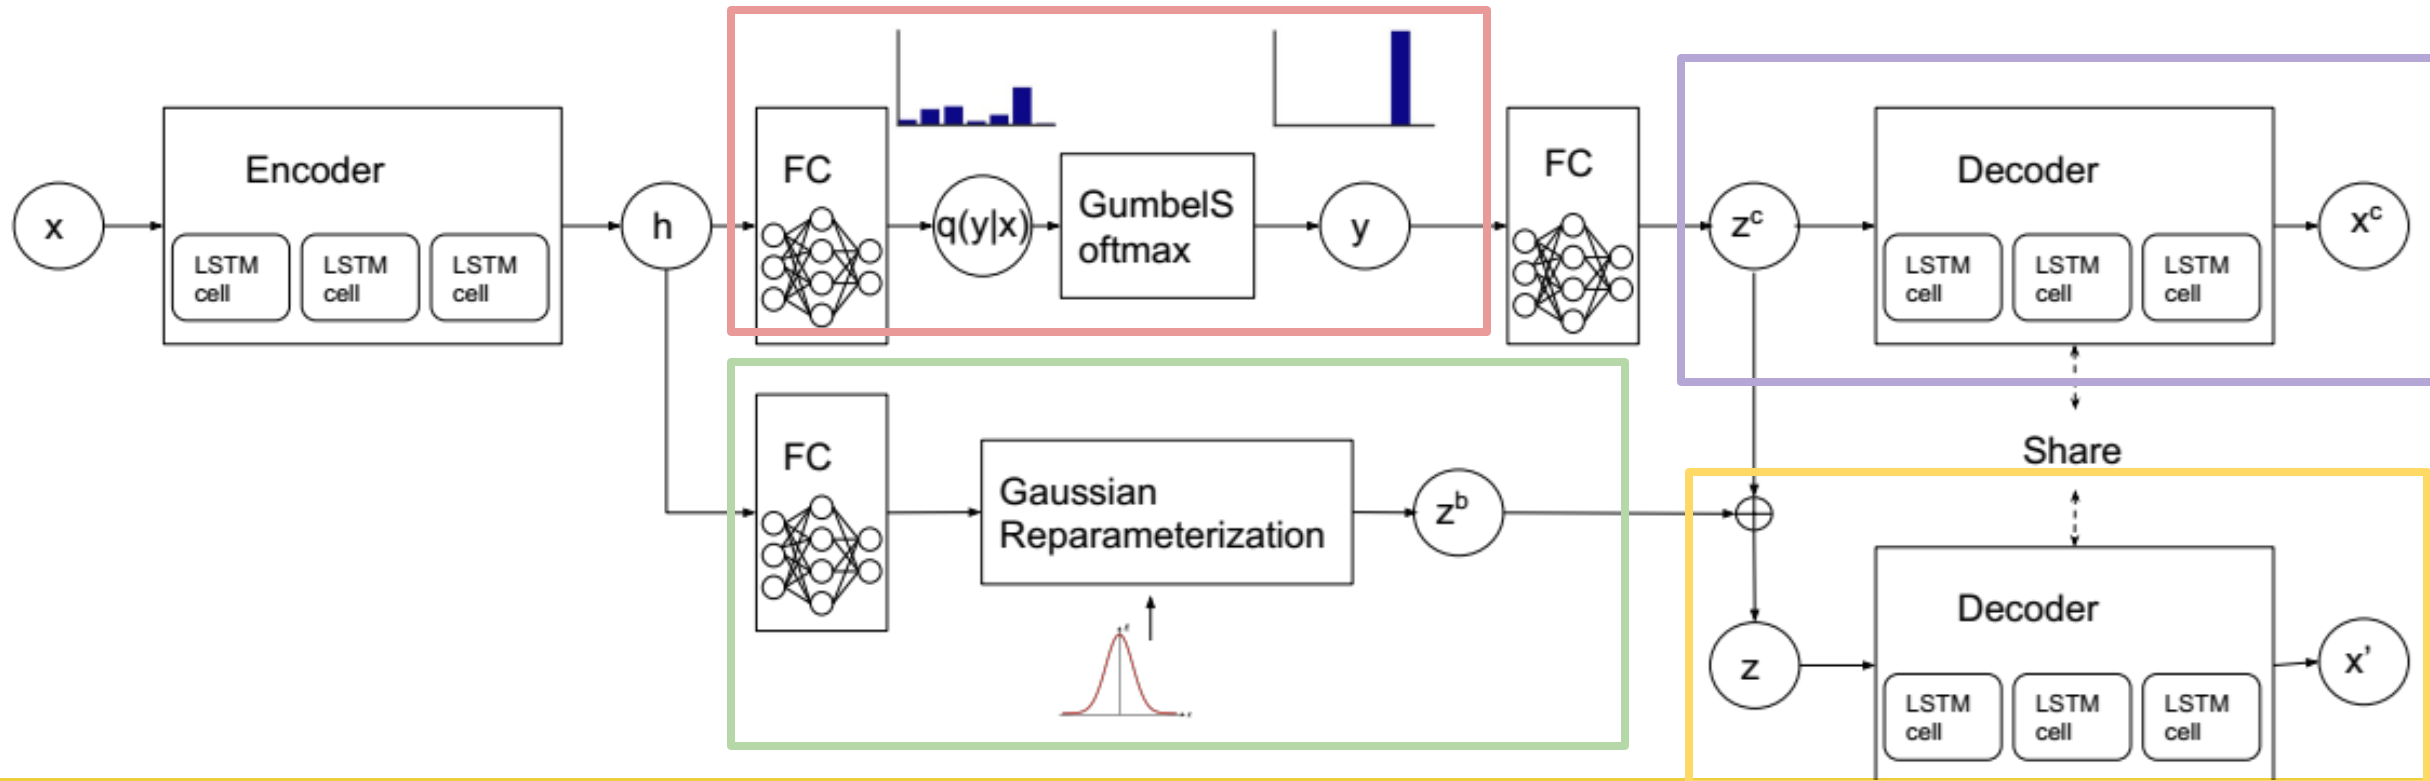 x
Encoder
LSTM
cell
LSTM
cell
LSTM
cell
h
FC
q(y|x)
GumbelS
oftmax
y
FC
zᶜ
Decoder
LSTM
cell
LSTM
cell
LSTM
cell
xᶜ
Share
FC
Gaussian
Reparameterization
zᵇ
z
Decoder
LSTM
cell
LSTM
cell
LSTM
cell
x'